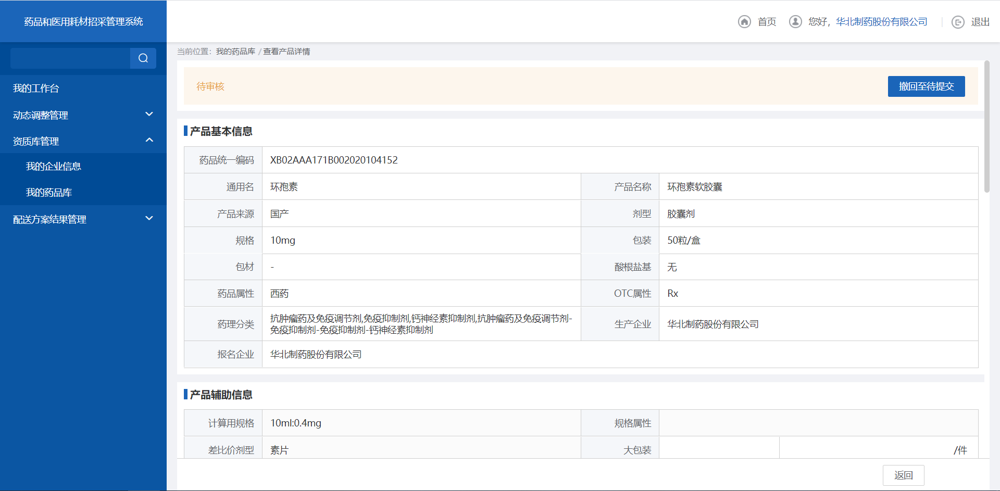 药品和医用耗材招采管理系统
首页
您好，华北制药股份有限公司
退出
我的工作台
动态调整管理
资质库管理
我的企业信息
我的药品库
配送方案结果管理
当前位置：我的药品库 / 查看产品详情
待审核
撤回至待提交
产品基本信息
药品统一编码 XB02AAA171B002020104152
通用名 环孢素 产品名称 环孢素软胶囊
产品来源 国产 剂型 胶囊剂
规格 10mg 包装 50粒/盒
包材 - 酸根盐基 无
药品属性 西药 OTC属性 Rx
药理分类 抗肿瘤药及免疫调节剂,免疫抑制剂,钙神经素抑制剂,抗肿瘤药及免疫调节剂-
免疫抑制剂-免疫抑制剂-钙神经素抑制剂 生产企业 华北制药股份有限公司
报名企业 华北制药股份有限公司
产品辅助信息
计算用规格 10ml:0.4mg 规格属性
差比价剂型 素片 大包装 /件
返回